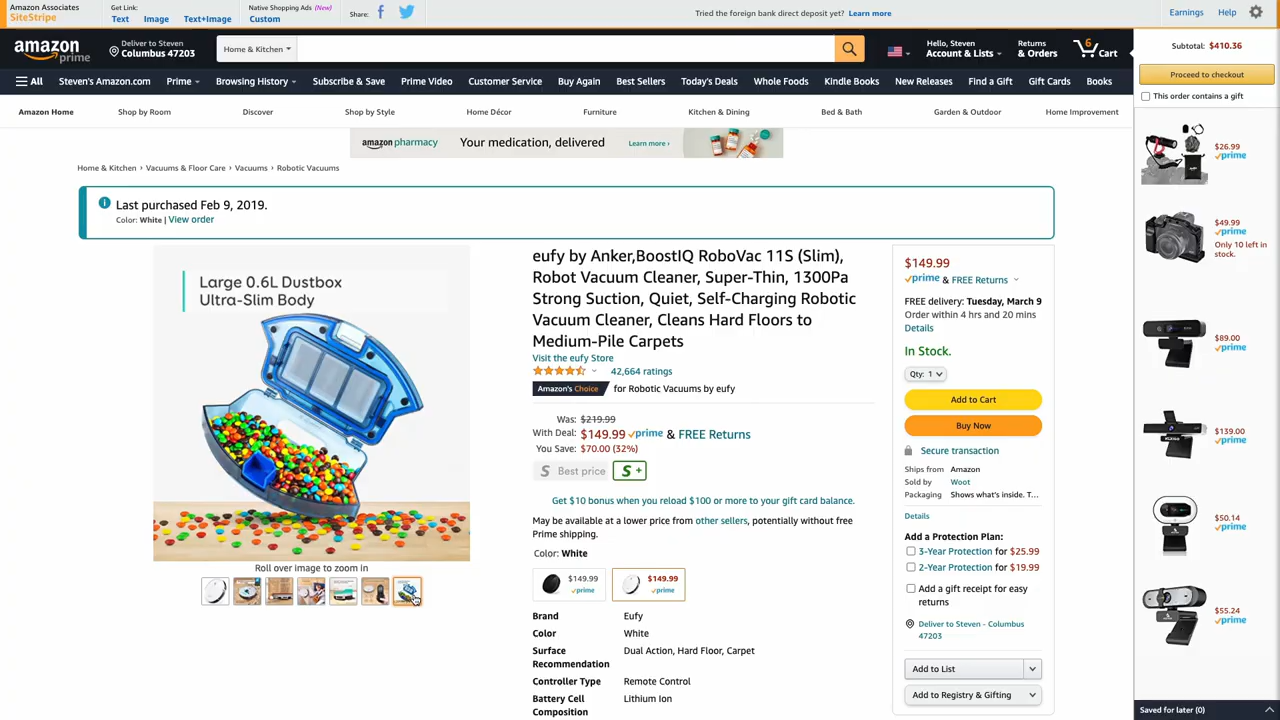 Amazon Associates
SiteStripe
Get Link:
Text Image Text+Image
Native Shopping Ads (New)
Custom
Share:
Tried the foreign bank direct deposit yet? Learn more
Earnings Help
amazon
prime
Deliver to Steven
Columbus 47203
Home & Kitchen
Hello, Steven
Account & Lists
Returns
& Orders
6
Cart
Subtotal: $410.36
Proceed to checkout
This order contains a gift
All Steven's Amazon.com Prime Browsing History Subscribe & Save Prime Video Customer Service Buy Again Best Sellers Today's Deals Whole Foods Kindle Books New Releases Find a Gift Gift Cards Books
Amazon Home Shop by Room Discover Shop by Style Home Décor Furniture Kitchen & Dining Bed & Bath Garden & Outdoor Home Improvement
amazon pharmacy Your medication, delivered Learn more ›
Home & Kitchen › Vacuums & Floor Care › Vacuums › Robotic Vacuums
Last purchased Feb 9, 2019.
Color: White | View order
Large 0.6L Dustbox
Ultra-Slim Body
Roll over image to zoom in
eufy by Anker,BoostIQ RoboVac 11S (Slim),
Robot Vacuum Cleaner, Super-Thin, 1300Pa
Strong Suction, Quiet, Self-Charging Robotic
Vacuum Cleaner, Cleans Hard Floors to
Medium-Pile Carpets
Visit the eufy Store
42,664 ratings
Amazon's Choice for Robotic Vacuums by eufy
Was: $219.99
With Deal: $149.99 prime & FREE Returns
You Save: $70.00 (32%)
S Best price S +
Get $10 bonus when you reload $100 or more to your gift card balance.
May be available at a lower price from other sellers, potentially without free
Prime shipping.
Color: White
$149.99
prime
$149.99
prime
Brand Eufy
Color White
Surface
Recommendation
Dual Action, Hard Floor, Carpet
Controller Type Remote Control
Battery Cell
Composition
Lithium Ion
$149.99
prime & FREE Returns
FREE delivery: Tuesday, March 9
Order within 4 hrs and 20 mins
Details
In Stock.
Qty: 1
Add to Cart
Buy Now
Secure transaction
Ships from Amazon
Sold by Woot
Packaging Shows what's inside. T...
Details
Add a Protection Plan:
3-Year Protection for $25.99
2-Year Protection for $19.99
Add a gift receipt for easy
returns
Deliver to Steven - Columbus
47203
Add to List
Add to Registry & Gifting
$26.99
prime
$49.99
prime
Only 10 left in
stock.
$89.00
prime
$139.00
prime
$50.14
prime
$55.24
prime
Saved for later (0)